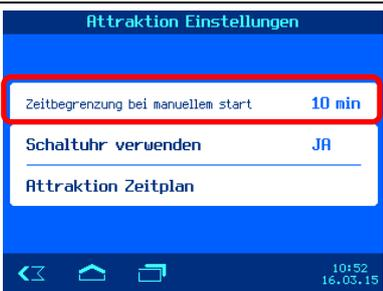 Attraktion Einstellungen
Zeitbegrenzung bei manuellem start 10 min
Schaltuhr verwenden JA
Attraktion Zeitplan
10:52
16.03.15